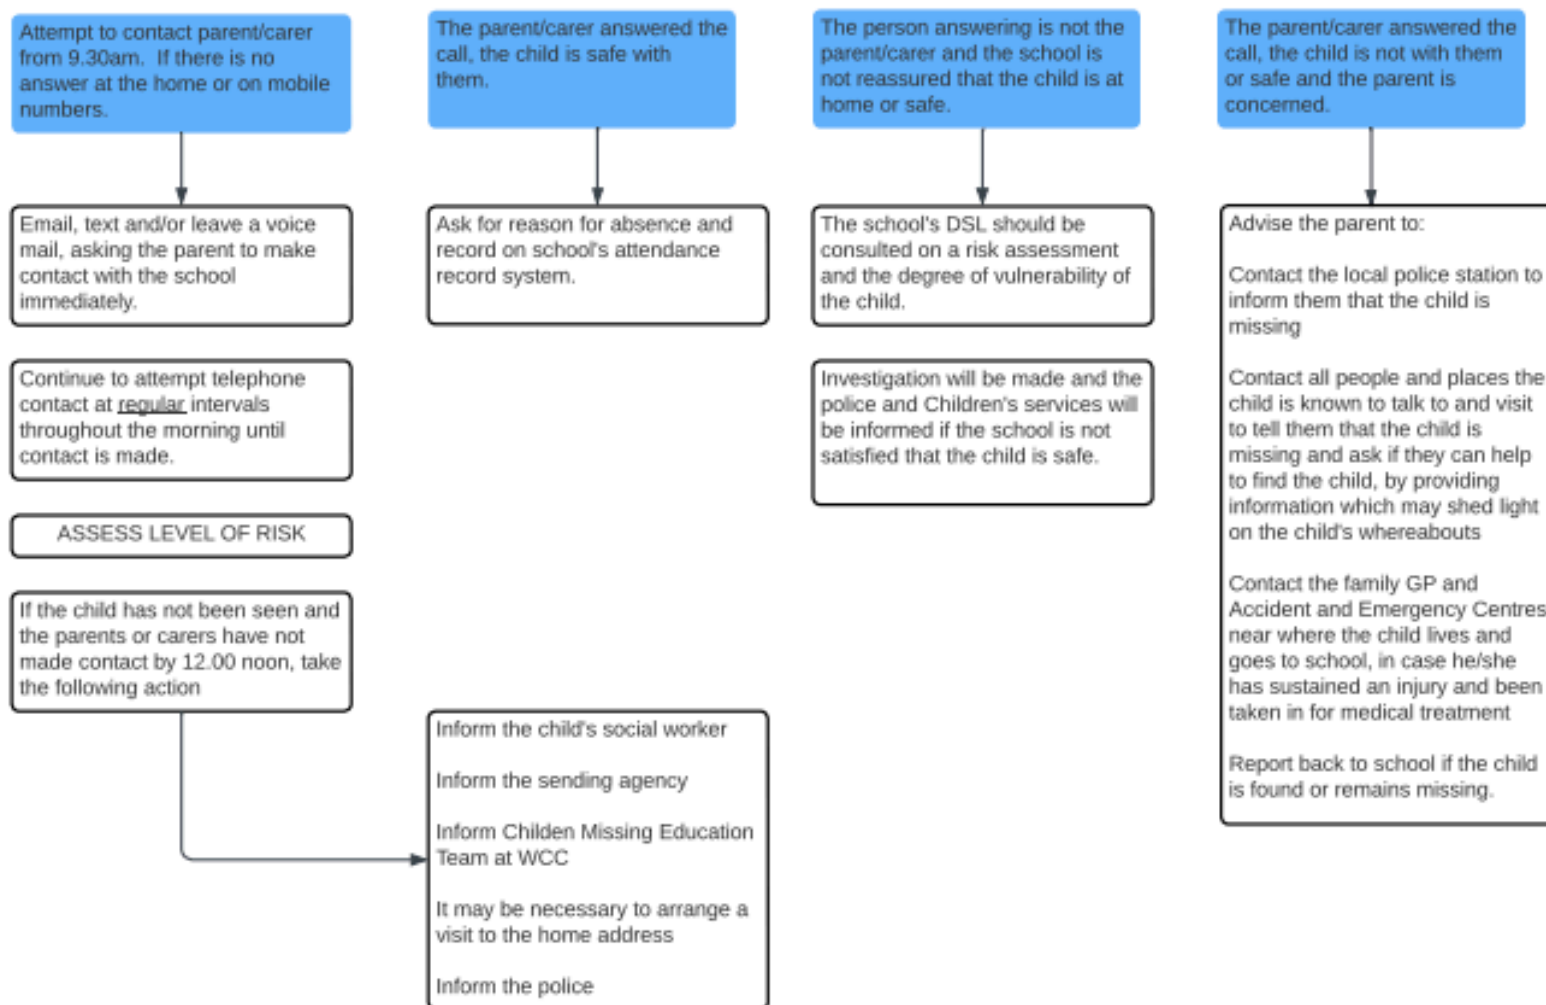 Attempt to contact parent/carer
from 9.30am. If there is no
answer at the home or on mobile
numbers.
Email, text and/or leave a voice
mail, asking the parent to make
contact with the school
immediately.
Continue to attempt telephone
contact at regular intervals
throughout the morning until
contact is made.
ASSESS LEVEL OF RISK
If the child has not been seen and
the parents or carers have not
made contact by 12.00 noon, take
the following action
Inform the child's social worker
Inform the sending agency
Inform Childen Missing Education
Team at WCC
It may be necessary to arrange a
visit to the home address
Inform the police
The parent/carer answered the
call, the child is safe with
them.
Ask for reason for absence and
record on school's attendance
record system.
The person answering is not the
parent/carer and the school is
not reassured that the child is at
home or safe.
The school's DSL should be
consulted on a risk assessment
and the degree of vulnerability of
the child.
Investigation will be made and the
police and Children's services will
be informed if the school is not
satisfied that the child is safe.
The parent/carer answered the
call, the child is not with them
or safe and the parent is
concerned.
Advise the parent to:
Contact the local police station to
inform them that the child is
missing
Contact all people and places the
child is known to talk to and visit
to tell them that the child is
missing and ask if they can help
to find the child, by providing
information which may shed light
on the child's whereabouts
Contact the family GP and
Accident and Emergency Centres
near where the child lives and
goes to school, in case he/she
has sustained an injury and been
taken in for medical treatment
Report back to school if the child
is found or remains missing.